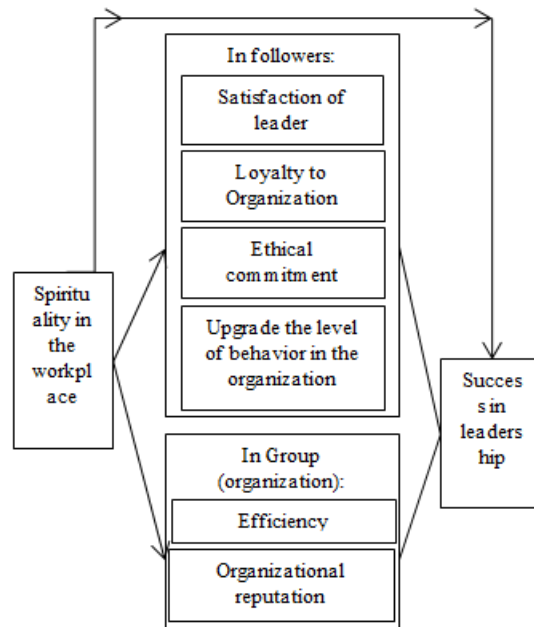 In followers:
Satisfaction of
leader
Loyalty to
Organization
Ethical
commitment
Upgrade the level
of behavior in the
organization
Spiritu
ality in
the
workpl
ace
Succes
s in
leaders
hip
In Group
(organization):
Efficiency
Organizational
reputation